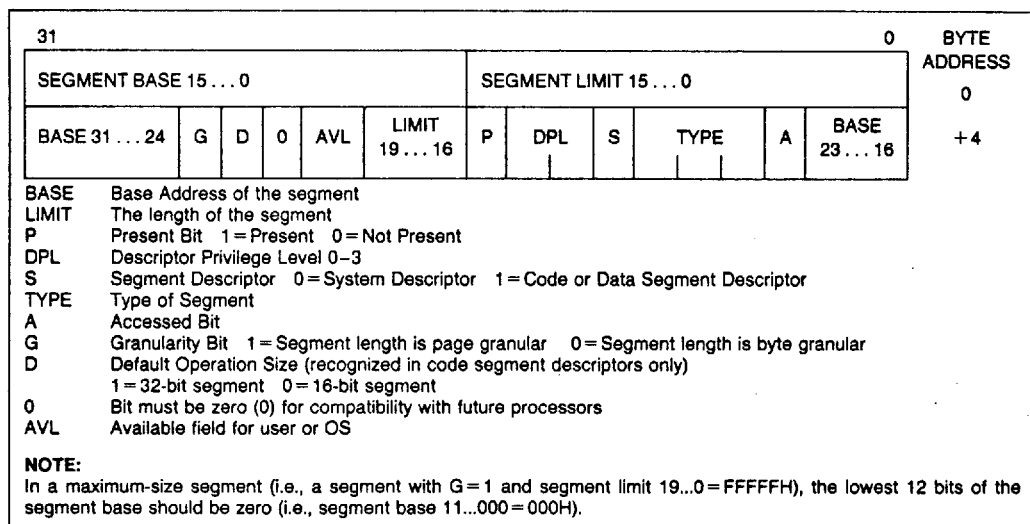 31 0 BYTE
ADDRESS
SEGMENT BASE 15 . . . 0 SEGMENT LIMIT 15 . . . 0 0
BASE 31 . . . 24 G D 0 AVL LIMIT 19 . . . 16 P DPL S TYPE A BASE 23 . . . 16 +4
BASE Base Address of the segment
LIMIT The length of the segment
P Present Bit 1=Present 0=Not Present
DPL Descriptor Privilege Level 0–3
S Segment Descriptor 0=System Descriptor 1=Code or Data Segment Descriptor
TYPE Type of Segment
A Accessed Bit
G Granularity Bit 1=Segment length is page granular 0=Segment length is byte granular
D Default Operation Size (recognized in code segment descriptors only)
1=32-bit segment 0=16-bit segment
0 Bit must be zero (0) for compatibility with future processors
AVL Available field for user or OS
NOTE:
In a maximum-size segment (i.e., a segment with G=1 and segment limit 19...0=FFFFFH), the lowest 12 bits of the
segment base should be zero (i.e., segment base 11...000=000H).